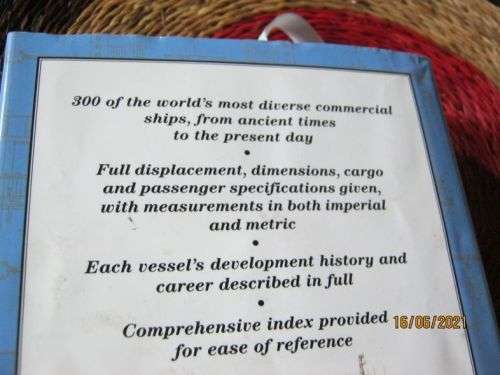 300 of the world's most diverse commercial
ships, from ancient times
to the present day
•
Full displacement, dimensions, cargo
and passenger specifications given,
with measurements in both imperial
and metric
•
Each vessel's development history and
career described in full
•
Comprehensive index provided
for ease of reference
16/06/2021